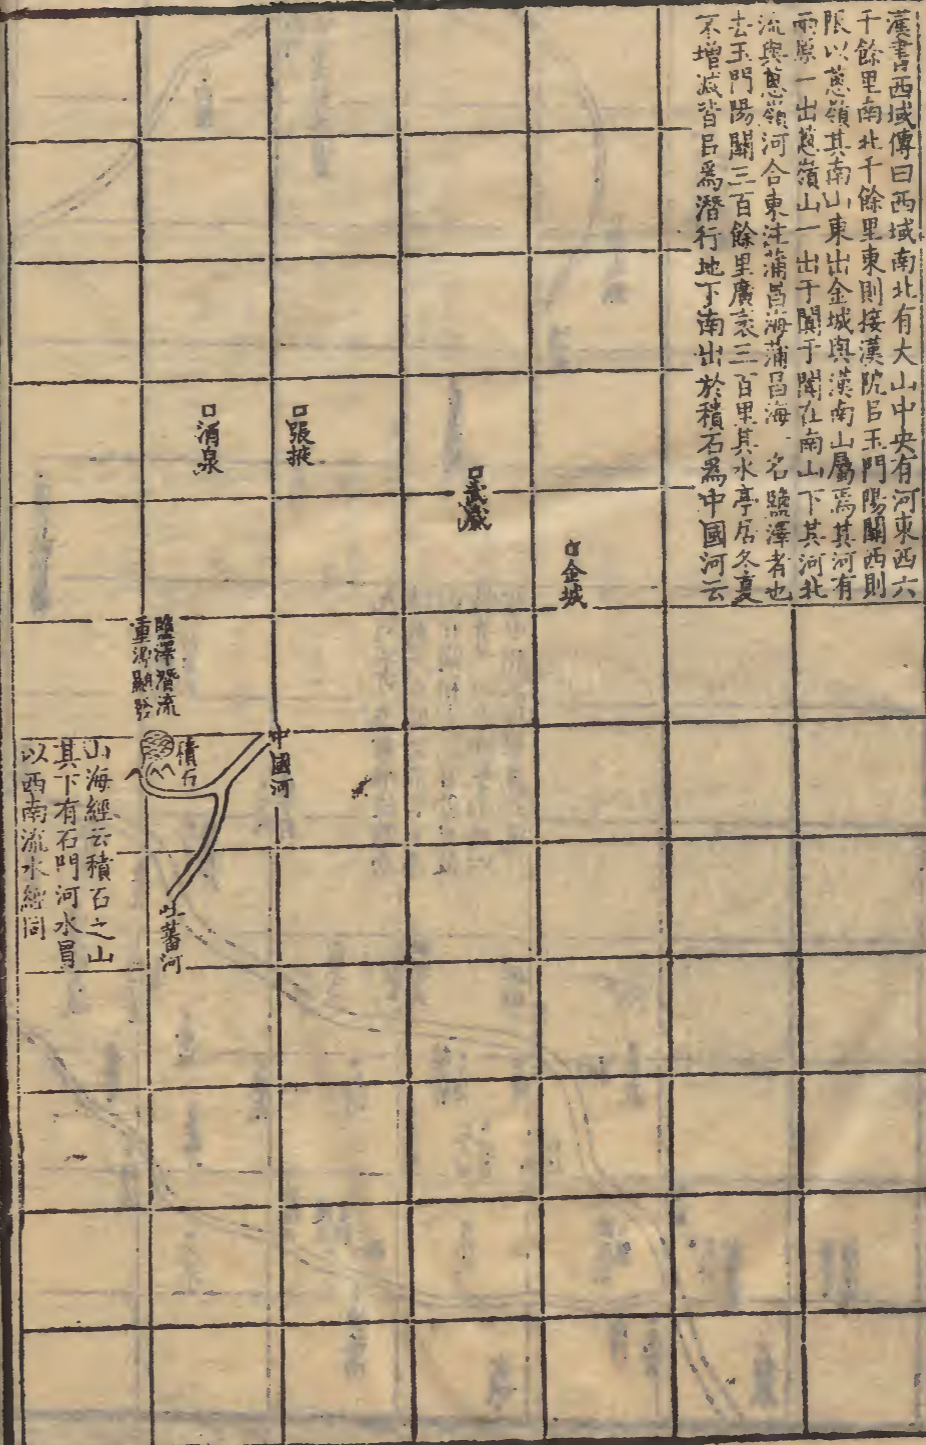 漢書西域傳曰西域南北有大山中央有河東西六
千餘里南北千餘里東則接漢阸㠯玉門陽關西則
限以蔥嶺其南山東出金城與漢南山屬焉其河有
兩原一出蔥嶺山一出于闐于闐在南山下其河北
流與蔥嶺河合東注蒲昌海蒲昌海一名鹽澤者也
去玉門陽關三百餘里廣袤三百里其水亭居冬夏
不增減皆㠯爲潛行地下南出於積石爲中國河云
金城
武威
張掖
酒泉
鹽澤潛流
重源顯發
中國河
積石
吐蕃河
山海經云積石之山
其下有石門河水冒
以西南流水經同